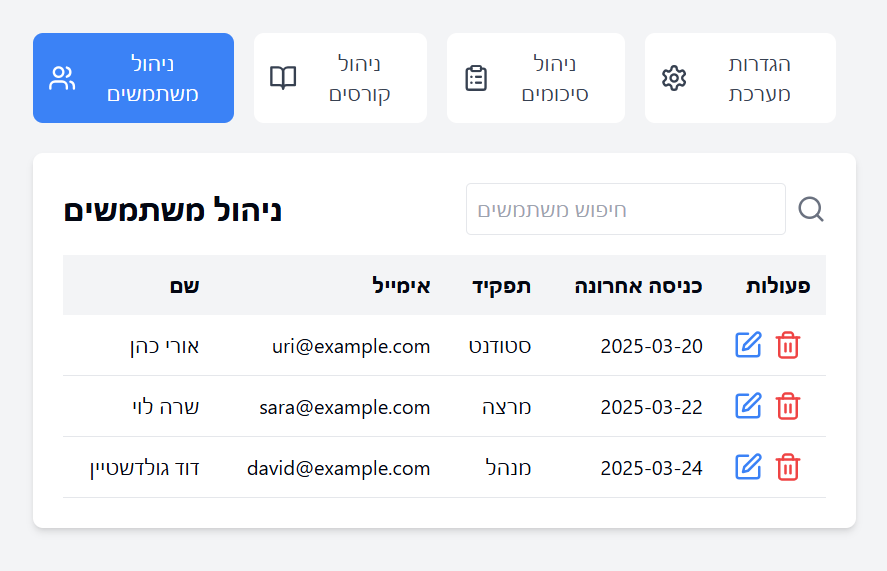 ניהול
משתמשים
ניהול
קורסים
ניהול
סיכומים
הגדרות
מערכת
ניהול משתמשים
חיפוש משתמשים
שם אימייל תפקיד כניסה אחרונה פעולות
אורי כהן uri@example.com סטודנט 2025-03-20
שרה לוי sara@example.com מרצה 2025-03-22
דוד גולדשטיין david@example.com מנהל 2025-03-24